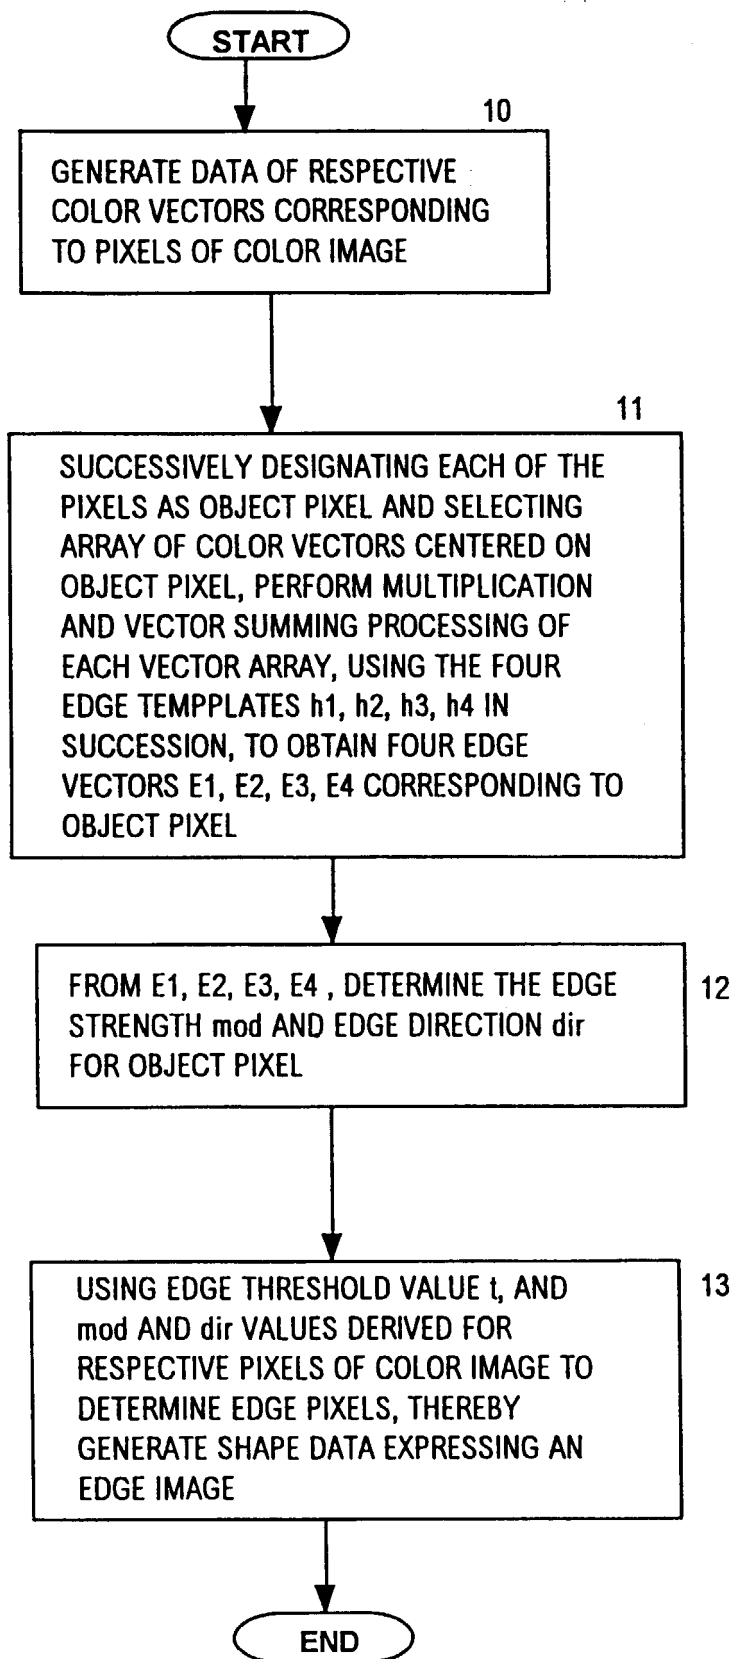 START
10
GENERATE DATA OF RESPECTIVE
COLOR VECTORS CORRESPONDING
TO PIXELS OF COLOR IMAGE
11
SUCCESSIVELY DESIGNATING EACH OF THE
PIXELS AS OBJECT PIXEL AND SELECTING
ARRAY OF COLOR VECTORS CENTERED ON
OBJECT PIXEL, PERFORM MULTIPLICATION
AND VECTOR SUMMING PROCESSING OF
EACH VECTOR ARRAY, USING THE FOUR
EDGE TEMPPLATES h1, h2, h3, h4 IN
SUCCESSION, TO OBTAIN FOUR EDGE
VECTORS E1, E2, E3, E4 CORRESPONDING TO
OBJECT PIXEL
12
FROM E1, E2, E3, E4 , DETERMINE THE EDGE
STRENGTH mod AND EDGE DIRECTION dir
FOR OBJECT PIXEL
13
USING EDGE THRESHOLD VALUE t, AND
mod AND dir VALUES DERIVED FOR
RESPECTIVE PIXELS OF COLOR IMAGE TO
DETERMINE EDGE PIXELS, THEREBY
GENERATE SHAPE DATA EXPRESSING AN
EDGE IMAGE
END